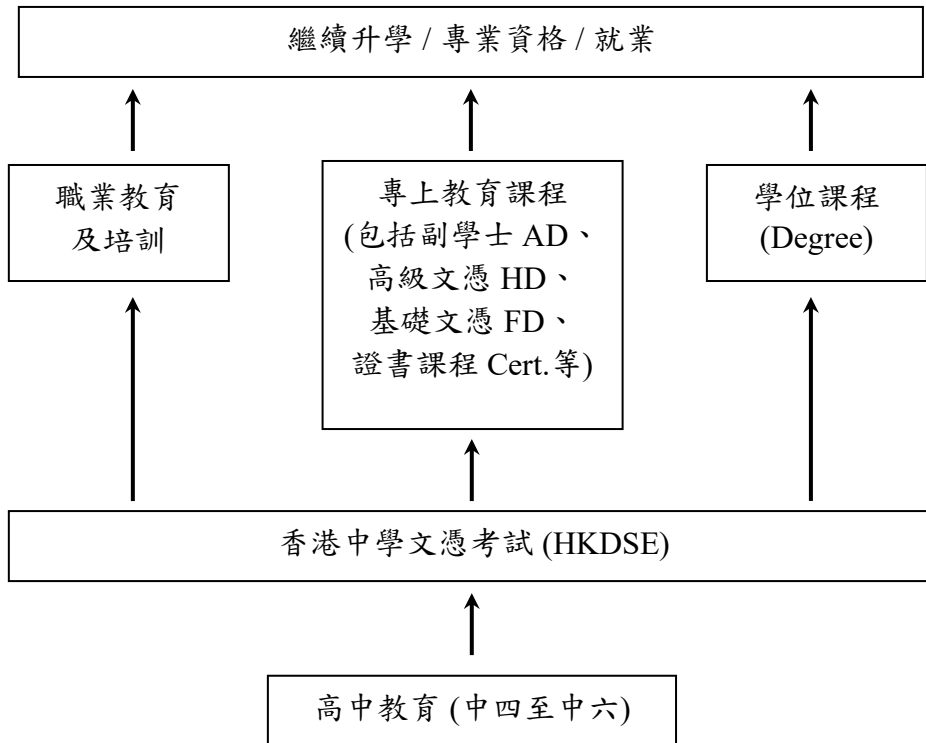 繼續升學 / 專業資格 / 就業
職業教育
及培訓
專上教育課程
(包括副學士 AD、
高級文憑 HD、
基礎文憑 FD、
證書課程 Cert.等)
學位課程
(Degree)
香港中學文憑考試 (HKDSE)
高中教育 (中四至中六)